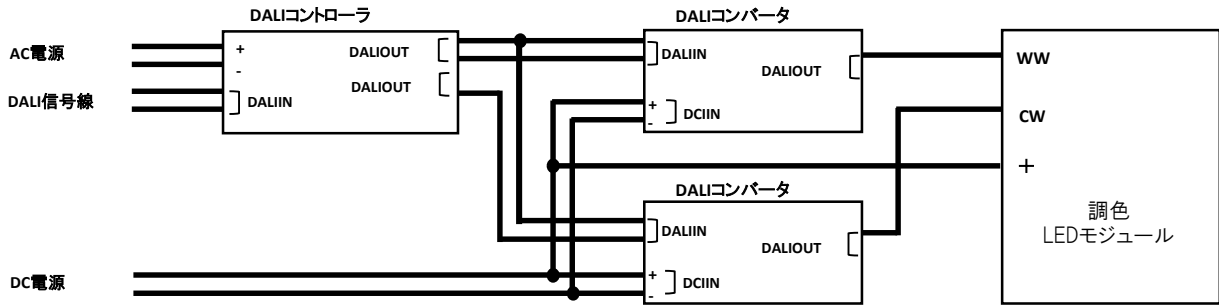 DALIコントローラ
DALIコンバータ
AC電源
+
-
DALIOUT
DALIOUT
DALI信号線
DALIIN
DALIIN
DALIOUT
+
-
DCIIN
WW
CW
+
調色
LEDモジュール
DALIコンバータ
DALIIN
DALIOUT
+
-
DCIIN
DC電源